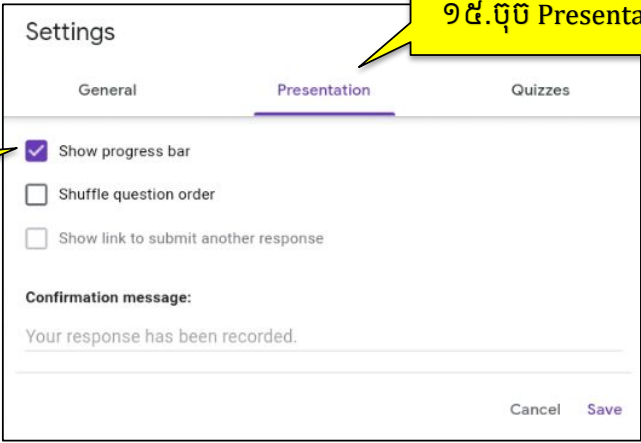 ១៥.ចុច
Settings
General Presentation Quizzes
Show progress bar
Shuffle question order
Show link to submit another response
Confirmation message:
Your response has been recorded.
Cancel Save